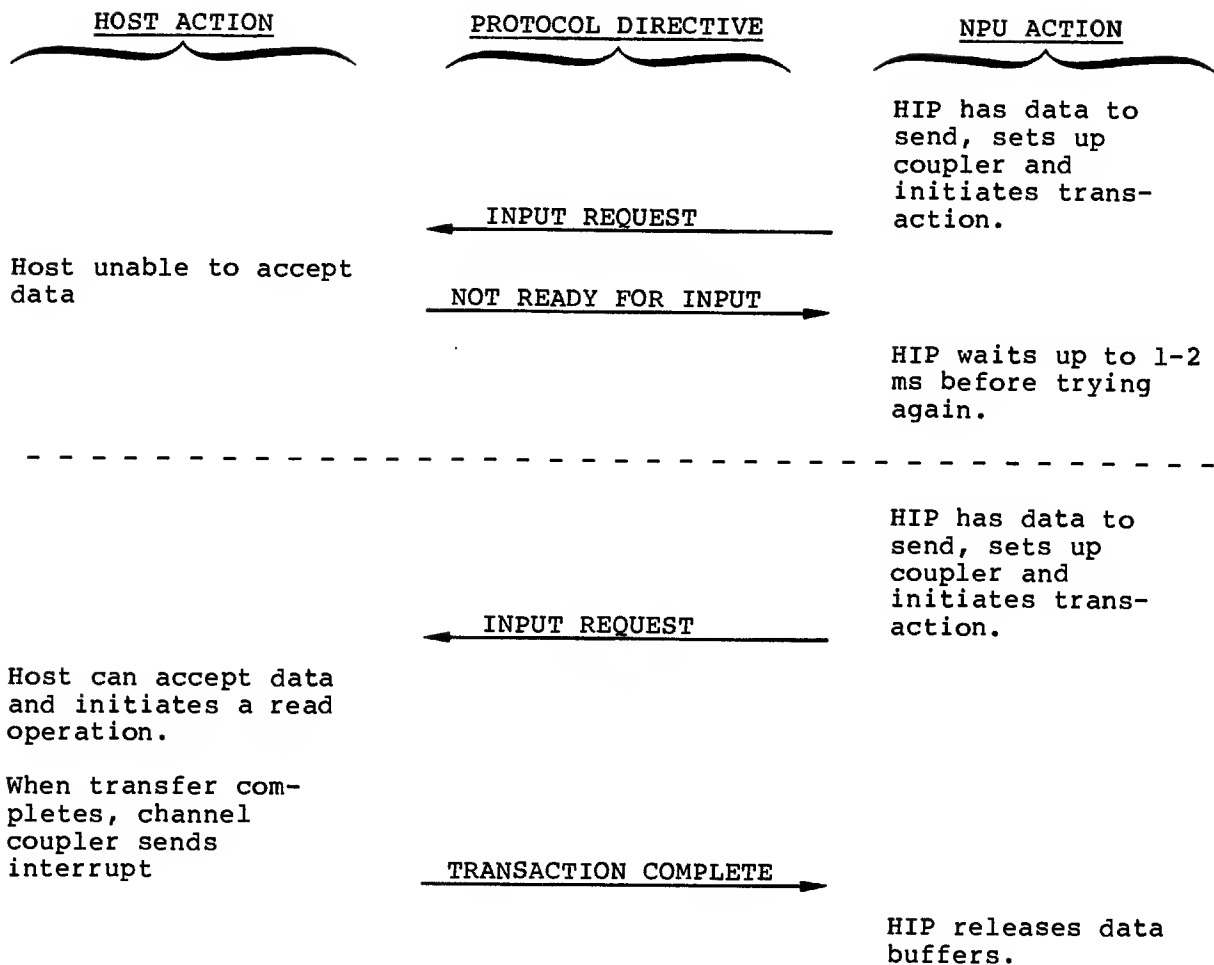 HOST ACTION
PROTOCOL DIRECTIVE
NPU ACTION
HIP has data to
send, sets up
coupler and
initiates trans-
action.
INPUT REQUEST
Host unable to accept
data
NOT READY FOR INPUT
HIP waits up to 1-2
ms before trying
again.
HIP has data to
send, sets up
coupler and
initiates trans-
action.
INPUT REQUEST
Host can accept data
and initiates a read
operation.
When transfer com-
pletes, channel
coupler sends
interrupt
TRANSACTION COMPLETE
HIP releases data
buffers.